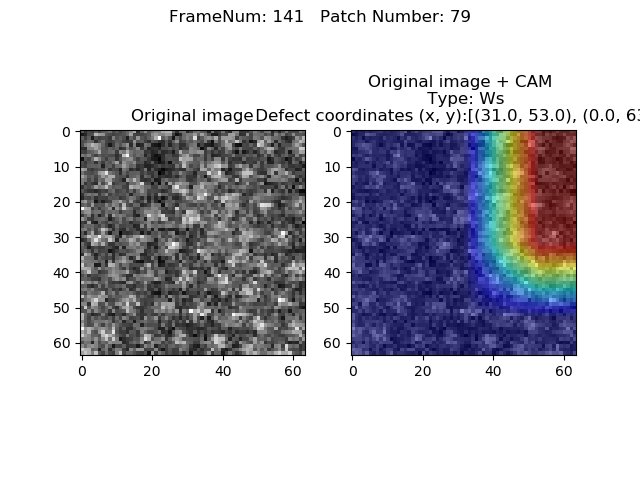 FrameNum: 141   Patch Number: 79
Original image + CAM
Type: Ws
Original image
Defect coordinates (x, y):[(31.0, 53.0), (0.0, 63
0
10
20
30
40
50
60
0 20 40 60
0
10
20
30
40
50
60
0 20 40 60